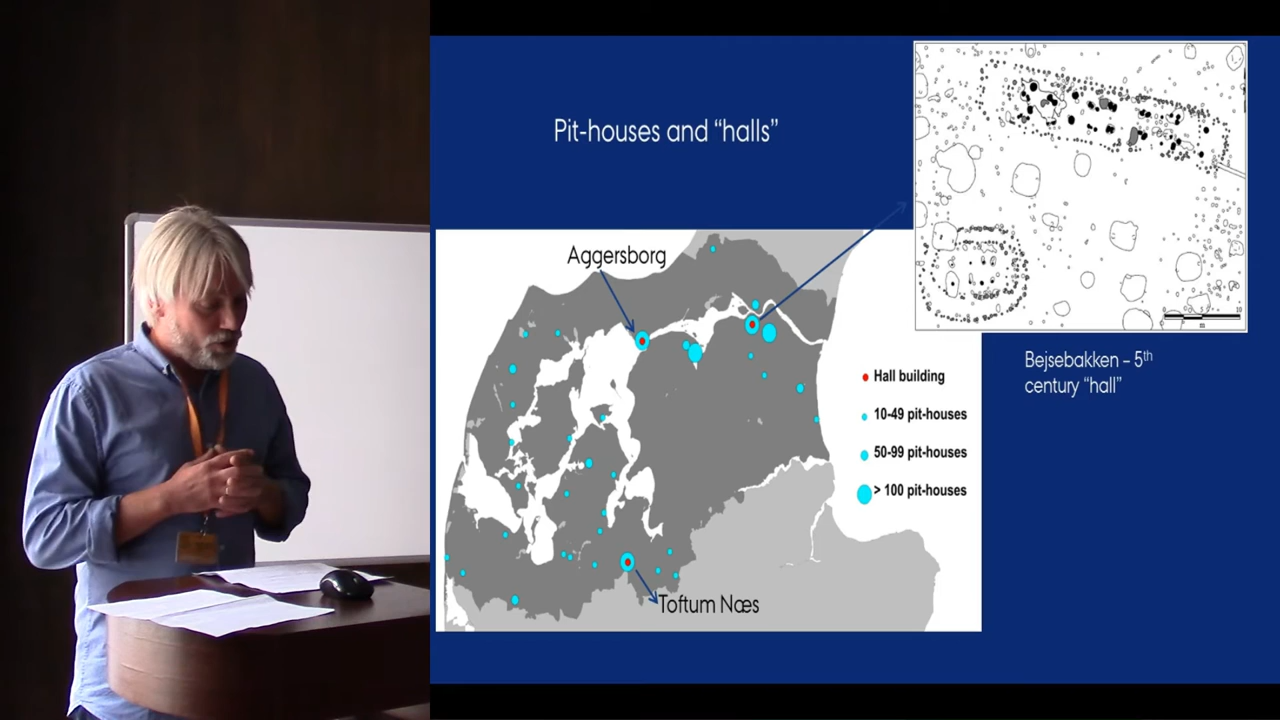 Pit-houses and “halls”
Aggersborg
Hall building
10-49 pit-houses
50-99 pit-houses
> 100 pit-houses
Toftum Næs
Bejsebakken – 5th
century “hall”